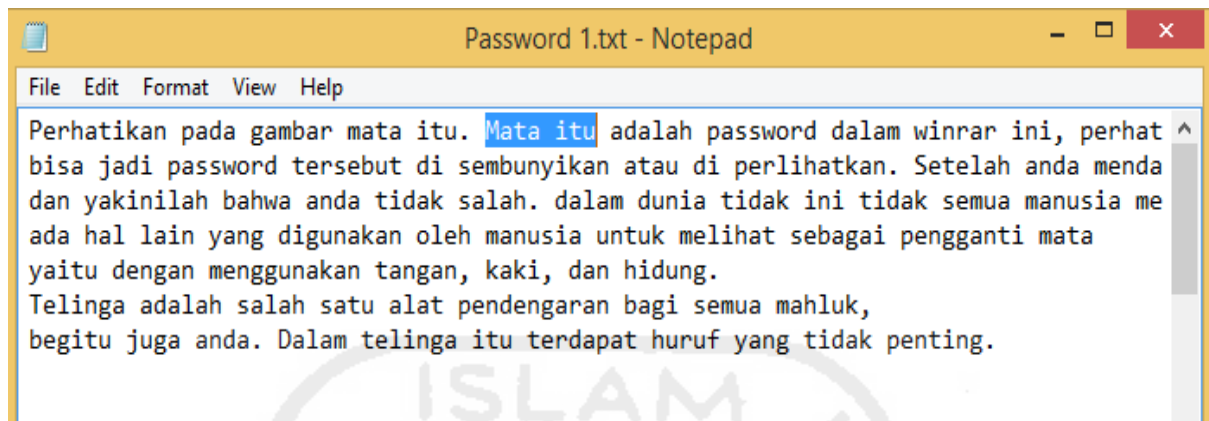 Password 1.txt - Notepad
File Edit Format View Help
Perhatikan pada gambar mata itu. Mata itu adalah password dalam winrar ini, perhat
bisa jadi password tersebut di sembunyikan atau di perlihatkan. Setelah anda menda
dan yakinilah bahwa anda tidak salah. dalam dunia tidak ini tidak semua manusia me
ada hal lain yang digunakan oleh manusia untuk melihat sebagai pengganti mata
yaitu dengan menggunakan tangan, kaki, dan hidung.
Telinga adalah salah satu alat pendengaran bagi semua mahluk,
begitu juga anda. Dalam telinga itu terdapat huruf yang tidak penting.
ISLAM